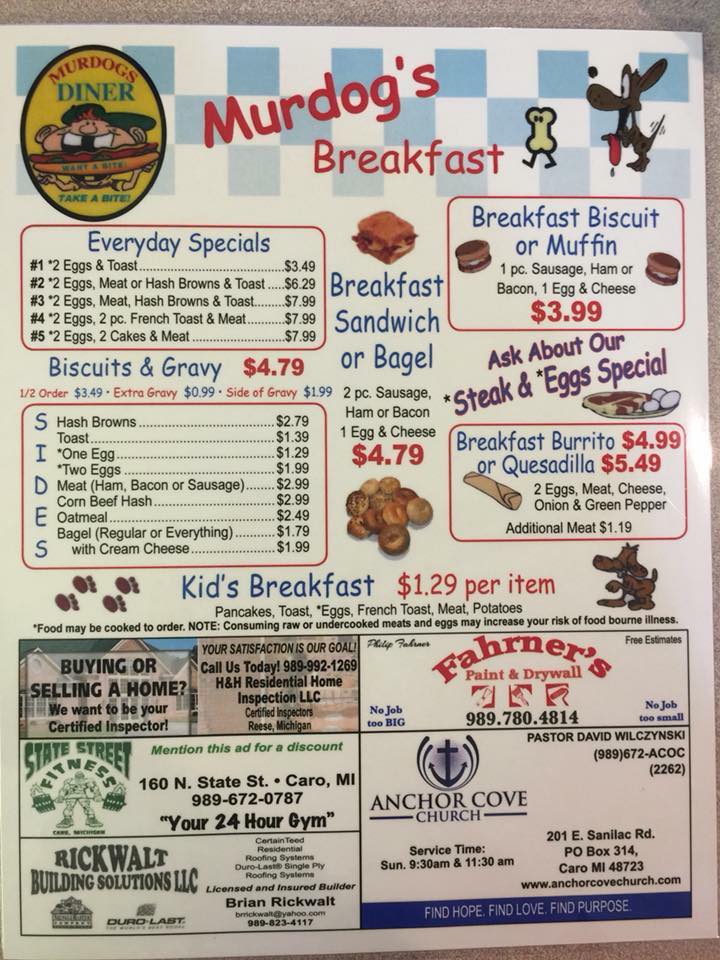 MURDOGS
DINER
WANT A BITE!
TAKE A BITE!
Murdog's
Breakfast
Everyday Specials
#1 *2 Eggs & Toast..............................$3.49
#2 *2 Eggs, Meat or Hash Browns & Toast .....$6.29
#3 *2 Eggs, Meat, Hash Browns & Toast.......$7.99
#4 *2 Eggs, 2 pc. French Toast & Meat.........$7.99
#5 *2 Eggs, 2 Cakes & Meat......................$7.99
Biscuits & Gravy $4.79
1/2 Order $3.49 · Extra Gravy $0.99 · Side of Gravy $1.99
SIDES
Hash Browns .................................$2.79
Toast.............................................$1.39
*One Egg .......................................$1.29
*Two Eggs ......................................$1.99
Meat (Ham, Bacon or Sausage).......$2.99
Corn Beef Hash..............................$2.99
Oatmeal.........................................$2.49
Bagel (Regular or Everything) .........$1.79
with Cream Cheese.....................$1.99
Breakfast
Sandwich
or Bagel
2 pc. Sausage,
Ham or Bacon
1 Egg & Cheese
$4.79
Breakfast Biscuit
or Muffin
1 pc. Sausage, Ham or
Bacon, 1 Egg & Cheese
$3.99
Ask About Our
*Steak & *Eggs Special
Breakfast Burrito $4.99
or Quesadilla $5.49
2 Eggs, Meat, Cheese,
Onion & Green Pepper
Additional Meat $1.19
Kid's Breakfast $1.29 per item
Pancakes, Toast, *Eggs, French Toast, Meat, Potatoes
*Food may be cooked to order. NOTE: Consuming raw or undercooked meats and eggs may increase your risk of food bourne illness.
BUYING OR
SELLING A HOME?
We want to be your
Certified Inspector!
YOUR SATISFACTION IS OUR GOAL!
Call Us Today! 989-992-1269
H&H Residential Home
Inspection LLC
Certified Inspectors
Reese, Michigan
Philip Fahrner
Free Estimates
Fahrner's
Paint & Drywall
No Job
too BIG
989.780.4814
No Job
too small
STATE STREET
FITNESS
CARO, MICHIGAN
Mention this ad for a discount
160 N. State St. • Caro, MI
989-672-0787
"Your 24 Hour Gym"
RICKWALT
BUILDING SOLUTIONS LLC
DURO-LAST
CertainTeed
Residential
Roofing Systems
Duro-Last® Single Ply
Roofing Systems
Licensed and Insured Builder
Brian Rickwalt
brrickwalt@yahoo.com
989-823-4117
PASTOR DAVID WILCZYNSKI
(989)672-ACOC
(2262)
ANCHOR COVE
CHURCH
Service Time:
Sun. 9:30am & 11:30 am
201 E. Sanilac Rd.
PO Box 314,
Caro MI 48723
www.anchorcovechurch.com
FIND HOPE. FIND LOVE. FIND PURPOSE.